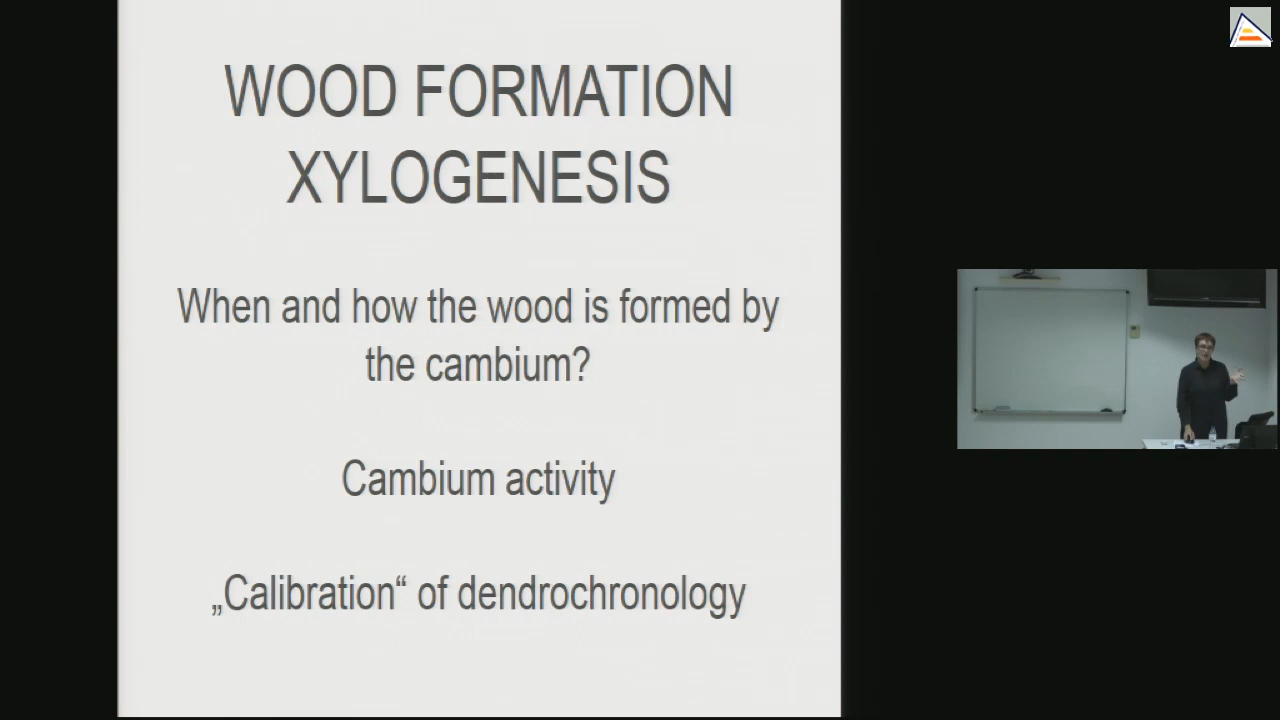 WOOD FORMATION
XYLOGENESIS
When and how the wood is formed by
the cambium?
Cambium activity
„Calibration“ of dendrochronology